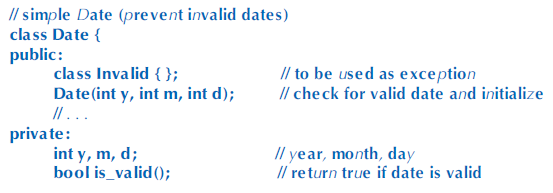 // simple Date (prevent invalid dates)
class Date {
public:
class Invalid { }; // to be used as exception
Date(int y, int m, int d); // check for valid date and initialize
// . . .
private:
int y, m, d; // year, month, day
bool is_valid(); // return true if date is valid